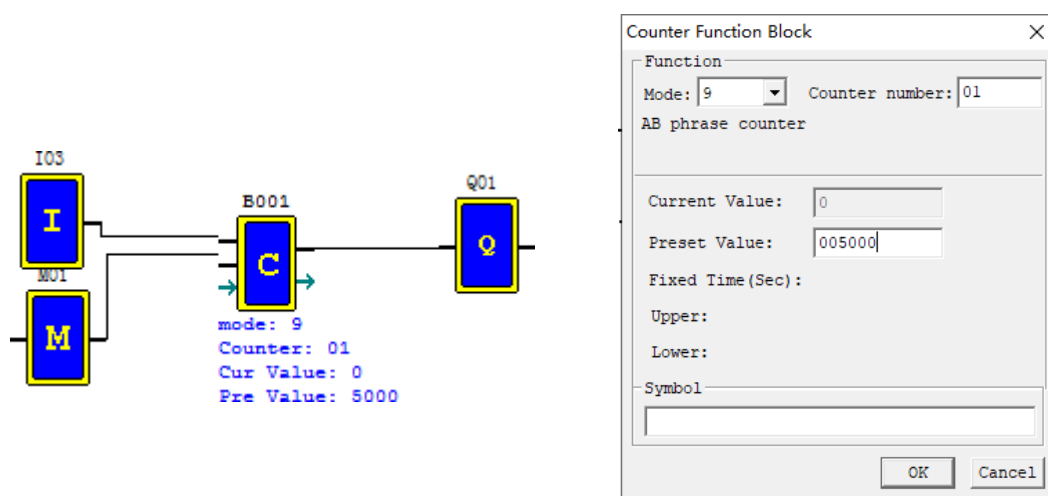 I03
I
M01
M
B001
C
mode: 9
Counter: 01
Cur Value: 0
Pre Value: 5000
Q01
Q
Counter Function Block
Function
Mode: 9 Counter number: 01
AB phrase counter
Current Value: 0
Preset Value: 005000
Fixed Time(Sec):
Upper:
Lower:
Symbol
OK Cancel